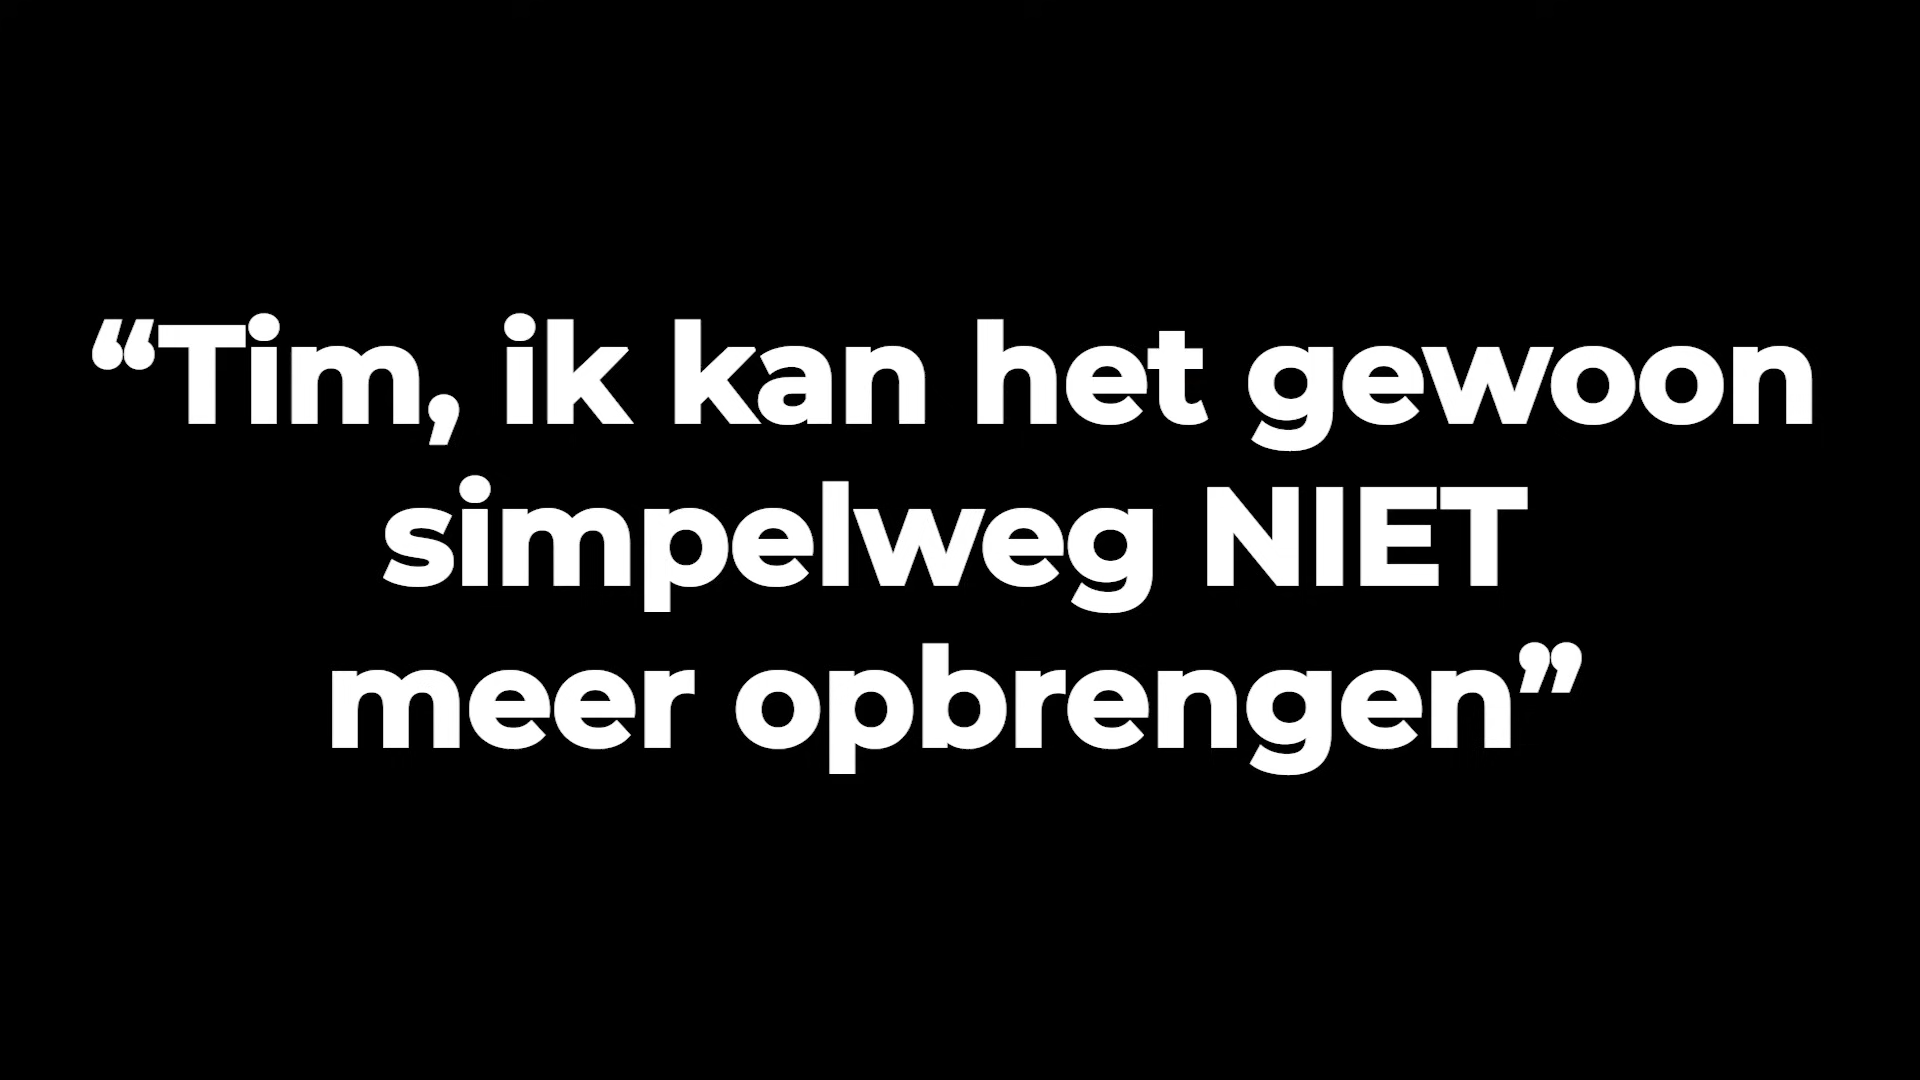 “Tim, ik kan het gewoon
simpelweg NIET
meer opbrengen”